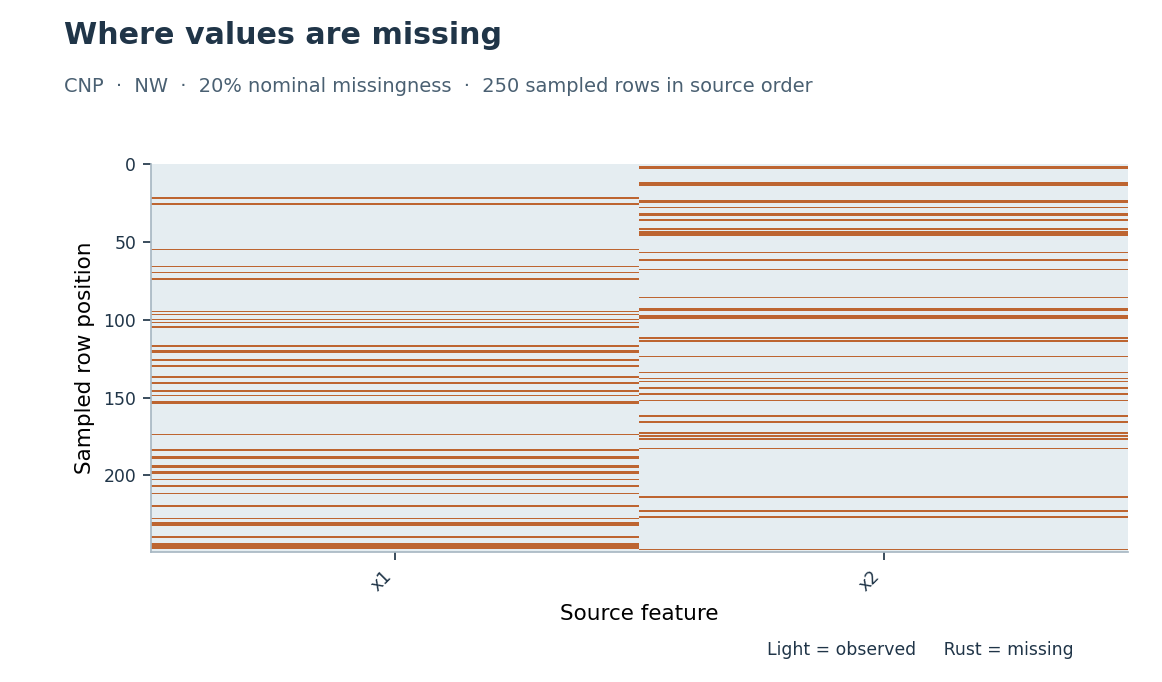 Where values are missing
CNP · NW · 20% nominal missingness · 250 sampled rows in source order
0
50
100
150
200
Sampled row position
x1
x2
Source feature
Light = observed Rust = missing